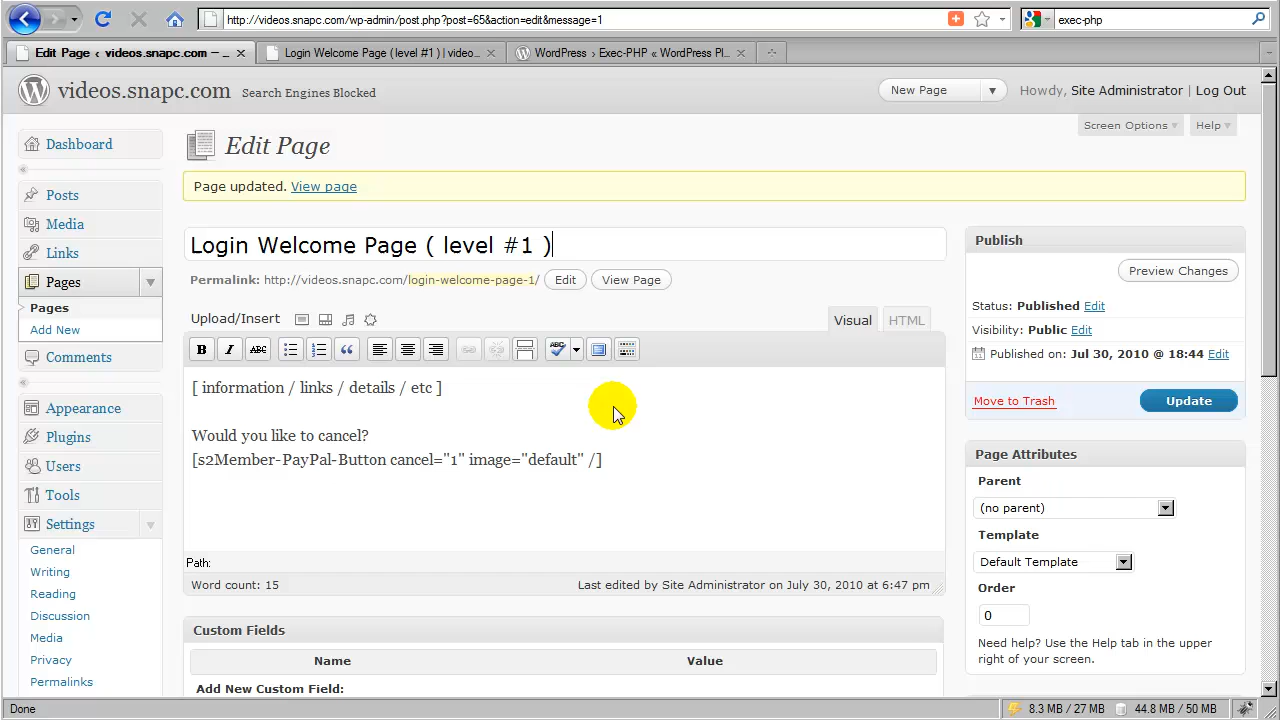 http://videos.snapc.com/wp-admin/post.php?post=65&action=edit&message=1
exec-php
Edit Page ‹ videos.snapc.com — ...
Login Welcome Page ( level #1 ) | video...
WordPress › Exec-PHP « WordPress Pl...
videos.snapc.com Search Engines Blocked
New Page
Howdy, Site Administrator | Log Out
Screen Options
Help
Dashboard
Posts
Media
Links
Pages
Pages
Add New
Comments
Appearance
Plugins
Users
Tools
Settings
General
Writing
Reading
Discussion
Media
Privacy
Permalinks
Edit Page
Page updated. View page
Login Welcome Page ( level #1 )
Permalink: http://videos.snapc.com/login-welcome-page-1/ Edit View Page
Upload/Insert
Visual HTML
B I ABC ABC
[ information / links / details / etc ]
Would you like to cancel?
[s2Member-PayPal-Button cancel="1" image="default" /]
Path:
Word count: 15
Last edited by Site Administrator on July 30, 2010 at 6:47 pm
Custom Fields
Name Value
Add New Custom Field:
Publish
Preview Changes
Status: Published Edit
Visibility: Public Edit
Published on: Jul 30, 2010 @ 18:44 Edit
Move to Trash Update
Page Attributes
Parent
(no parent)
Template
Default Template
Order
0
Need help? Use the Help tab in the upper
right of your screen.
Done
8.3 MB / 27 MB 44.8 MB / 50 MB